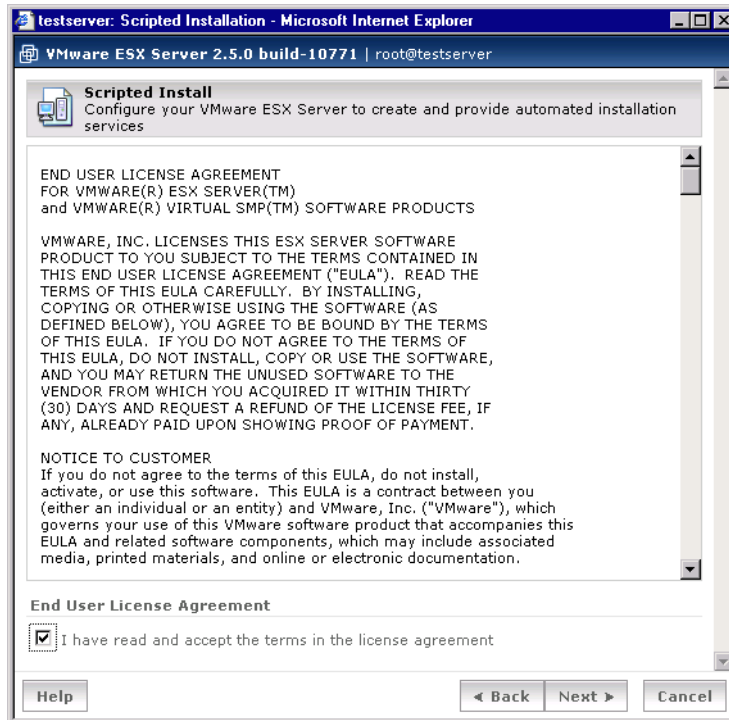 testserver: Scripted Installation - Microsoft Internet Explorer
VMware ESX Server 2.5.0 build-10771 | root@testserver
Scripted Install
Configure your VMware ESX Server to create and provide automated installation
services
END USER LICENSE AGREEMENT
FOR VMWARE(R) ESX SERVER(TM)
and VMWARE(R) VIRTUAL SMP(TM) SOFTWARE PRODUCTS
VMWARE, INC. LICENSES THIS ESX SERVER SOFTWARE
PRODUCT TO YOU SUBJECT TO THE TERMS CONTAINED IN
THIS END USER LICENSE AGREEMENT ("EULA"). READ THE
TERMS OF THIS EULA CAREFULLY. BY INSTALLING,
COPYING OR OTHERWISE USING THE SOFTWARE (AS
DEFINED BELOW), YOU AGREE TO BE BOUND BY THE TERMS
OF THIS EULA. IF YOU DO NOT AGREE TO THE TERMS OF
THIS EULA, DO NOT INSTALL, COPY OR USE THE SOFTWARE,
AND YOU MAY RETURN THE UNUSED SOFTWARE TO THE
VENDOR FROM WHICH YOU ACQUIRED IT WITHIN THIRTY
(30) DAYS AND REQUEST A REFUND OF THE LICENSE FEE, IF
ANY, ALREADY PAID UPON SHOWING PROOF OF PAYMENT.
NOTICE TO CUSTOMER
If you do not agree to the terms of this EULA, do not install,
activate, or use this software. This EULA is a contract between you
(either an individual or an entity) and VMware, Inc. ("VMware"), which
governs your use of this VMware software product that accompanies this
EULA and related software components, which may include associated
media, printed materials, and online or electronic documentation.
End User License Agreement
I have read and accept the terms in the license agreement
Help
Back
Next
Cancel